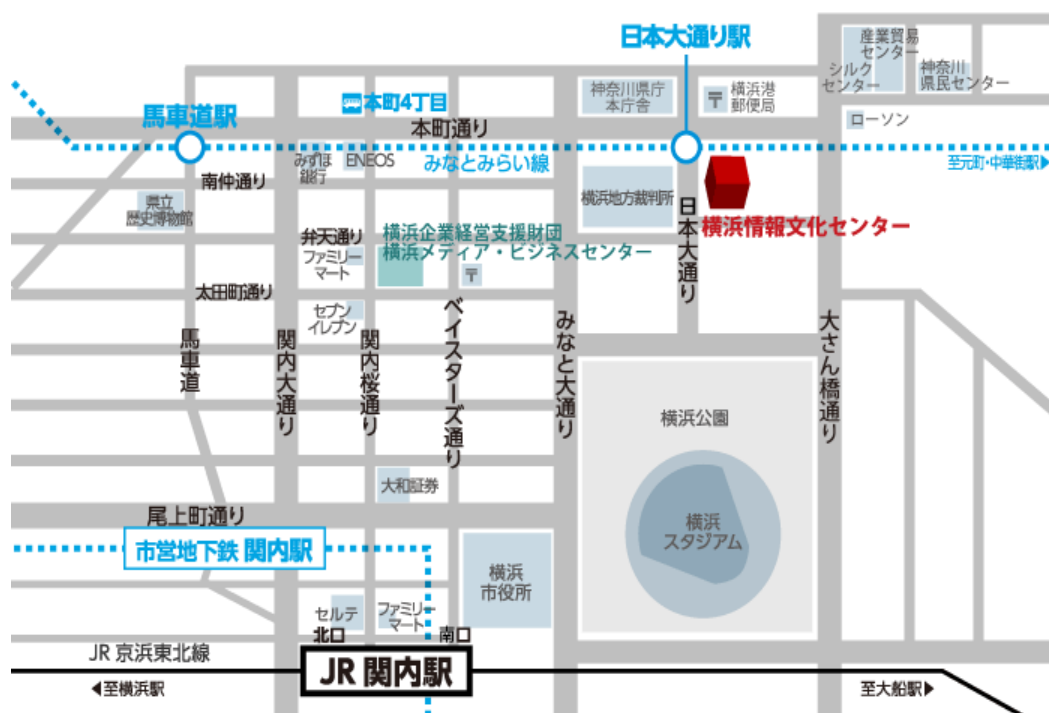 産業貿易
センター
日本大通り駅
シルク
センター
神奈川
県民センター
神奈川県庁
本庁舎
〒
横浜港
郵便局
本町4丁目
馬車道駅
本町通り
ローソン
みずほ
銀行
ENEOS
みなとみらい線
至元町・中華街駅▶
南仲通り
県立
歴史博物館
横浜地方裁判所
日本大通り
横浜情報文化センター
弁天通り
ファミリー
マート
横浜企業経営支援財団
横浜メディア・ビジネスセンター
〒
太田町通り
セブン
イレブン
馬車道
関内大通り
関内桜通り
ベイスターズ通り
みなと大通り
大さん橋通り
横浜公園
大和証券
尾上町通り
横浜
スタジアム
市営地下鉄 関内駅
横浜
市役所
セルテ
ファミリー
マート
北口
南口
JR 京浜東北線
JR 関内駅
◀至横浜駅
至大船駅▶